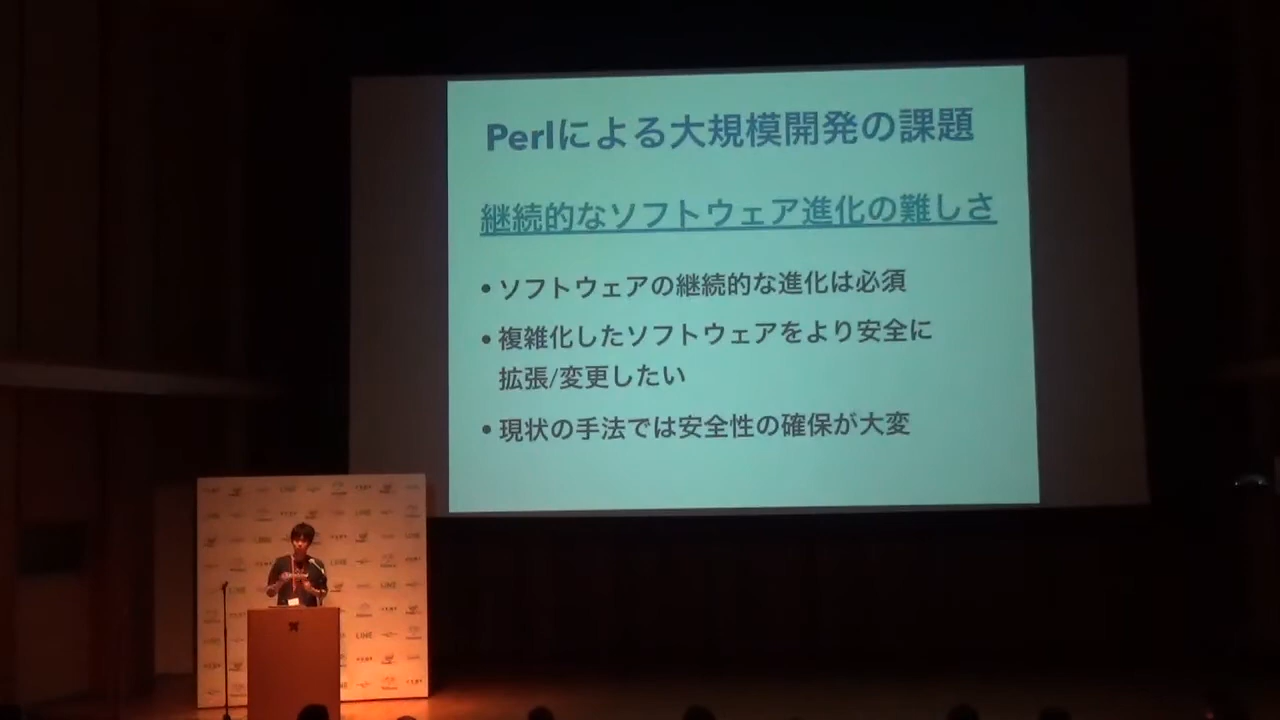 Perlによる大規模開発の課題
継続的なソフトウェア進化の難しさ
• ソフトウェアの継続的な進化は必須
• 複雑化したソフトウェアをより安全に
拡張/変更したい
• 現状の手法では安全性の確保が大変
LINE
LINE
LINE
LINE